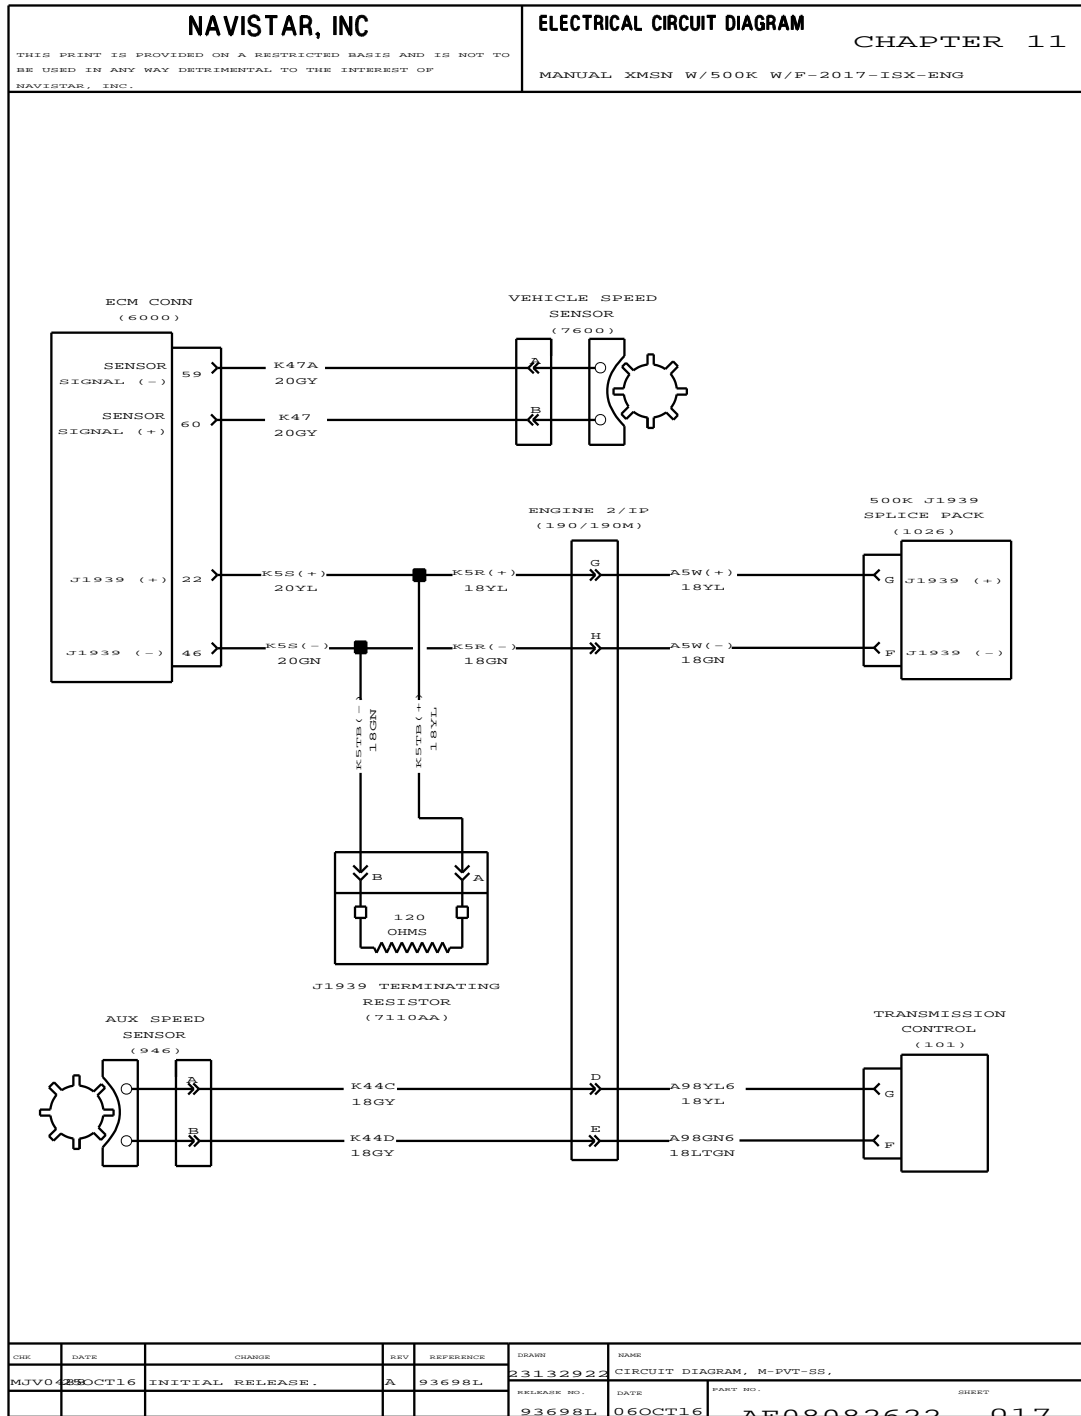 NAVISTAR, INC
THIS PRINT IS PROVIDED ON A RESTRICTED BASIS AND IS NOT TO
BE USED IN ANY WAY DETRIMENTAL TO THE INTEREST OF
NAVISTAR, INC.
ELECTRICAL CIRCUIT DIAGRAM
CHAPTER 11
MANUAL XMSN W/500K W/F-2017-ISX-ENG
ECM CONN
(6000)
VEHICLE SPEED
SENSOR
(7600)
SENSOR
SIGNAL (-)
59
K47A
20GY
A
SENSOR
SIGNAL (+)
60
K47
20GY
B
ENGINE 2/IP
(190/190M)
500K J1939
SPLICE PACK
(1026)
J1939 (+)
22
K5S(+)
20YL
K5R(+)
18YL
G
A5W(+)
18YL
G
J1939 (+)
J1939 (-)
46
K5S(-)
20GN
K5R(-)
18GN
H
A5W(-)
18GN
F
J1939 (-)
K5TB(-)
18GN
K5TB(+)
18YL
B
A
120
OHMS
J1939 TERMINATING
RESISTOR
(7110AA)
AUX SPEED
SENSOR
(946)
TRANSMISSION
CONTROL
(101)
A
K44C
18GY
D
A98YL6
18YL
G
B
K44D
18GY
E
A98GN6
18LTGN
F
CHK
DATE
CHANGE
REV
REFERENCE
DRAWN
NAME
INITIAL RELEASE.
A
93698L
23132922
CIRCUIT DIAGRAM, M-PVT-SS,
RELEASE NO.
DATE
PART NO.
SHEET
93698L
06OCT16
017